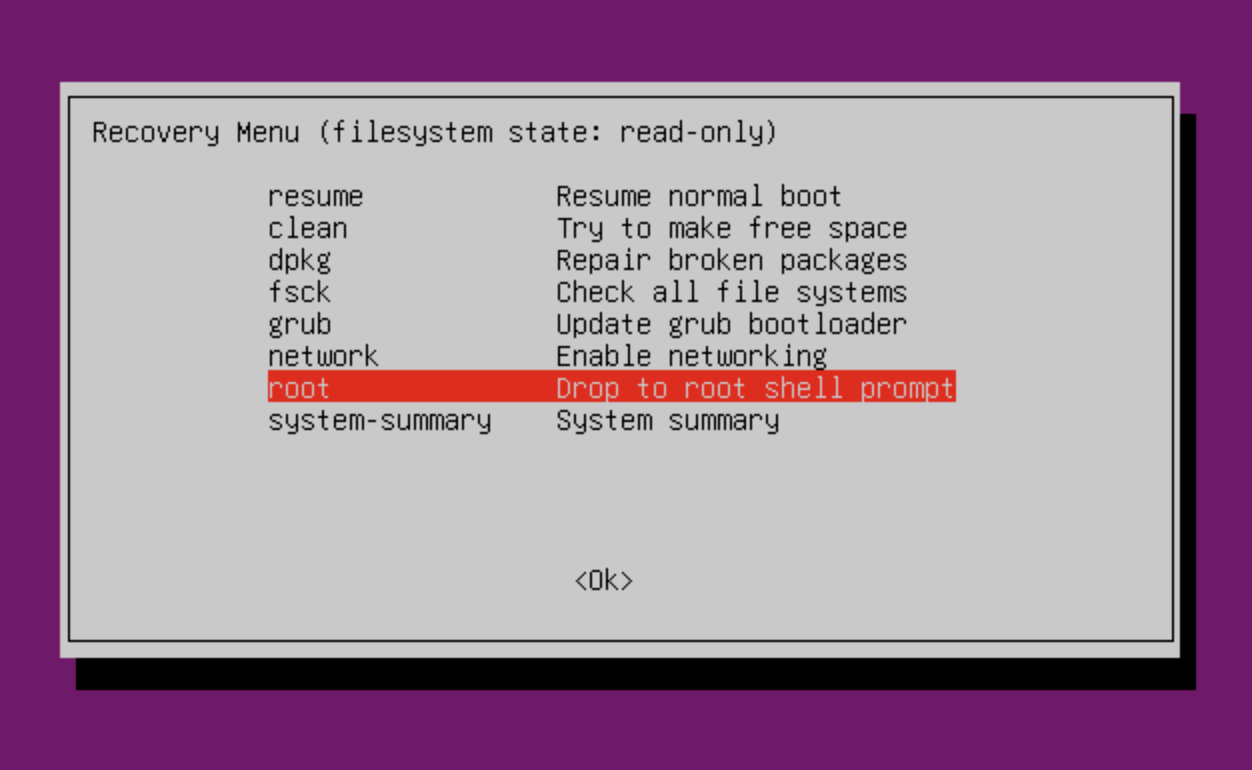 Recovery Menu (filesystem state: read-only)
resume Resume normal boot
clean Try to make free space
dpkg Repair broken packages
fsck Check all file systems
grub Update grub bootloader
network Enable networking
root Drop to root shell prompt
system-summary System summary
<Ok>